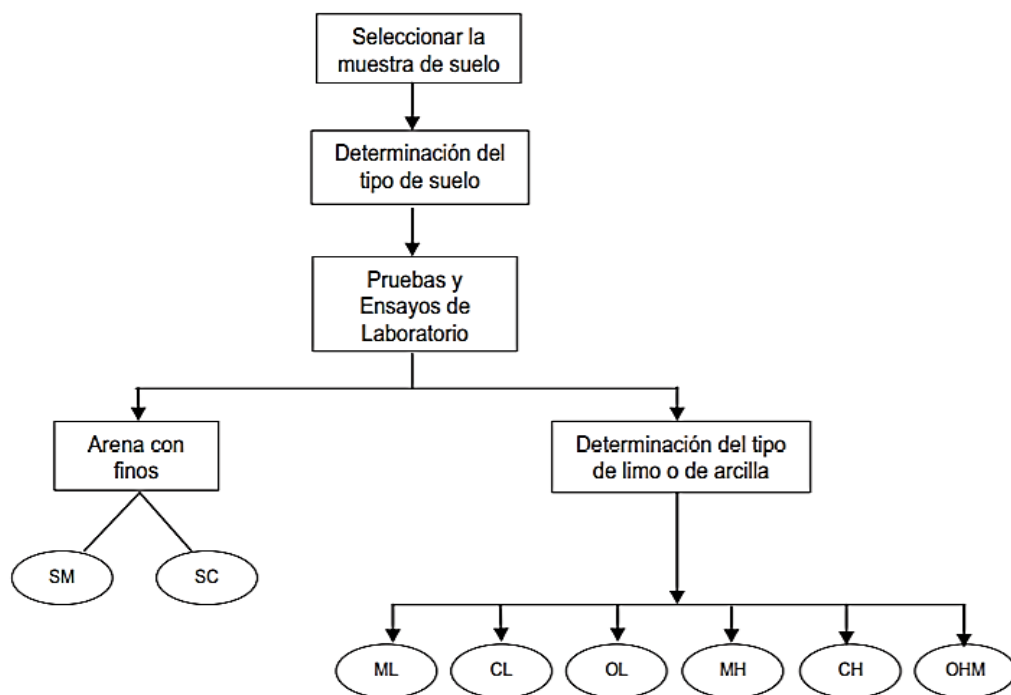 Seleccionar la
muestra de suelo
Determinación del
tipo de suelo
Pruebas y
Ensayos de
Laboratorio
Arena con
finos
Determinación del tipo
de limo o de arcilla
SM
SC
ML
CL
OL
MH
CH
OHM